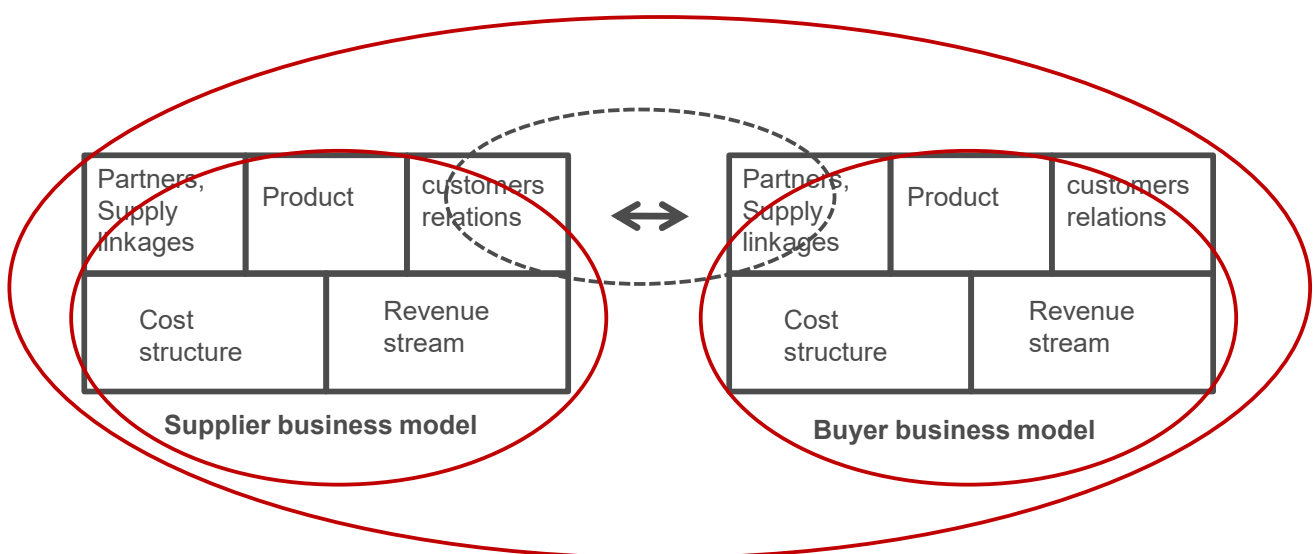 Partners,
Supply
linkages
Product
customers
relations
Cost
structure
Revenue
stream
Supplier business model
Partners,
Supply
linkages
Product
customers
relations
Cost
structure
Revenue
stream
Buyer business model